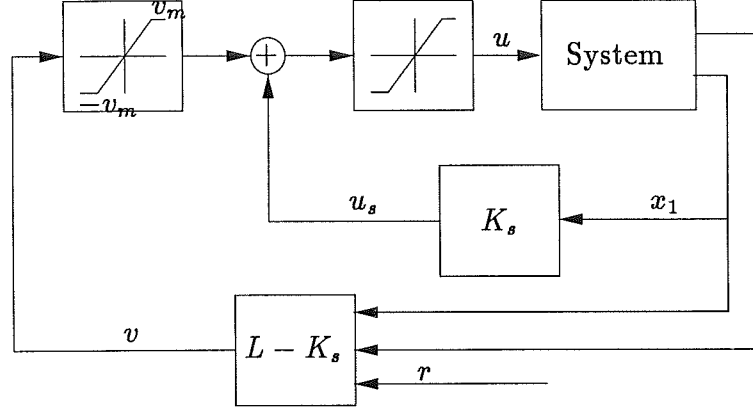 v_m
-v_m
u
System
u_s
K_s
x_1
v
L - K_s
r